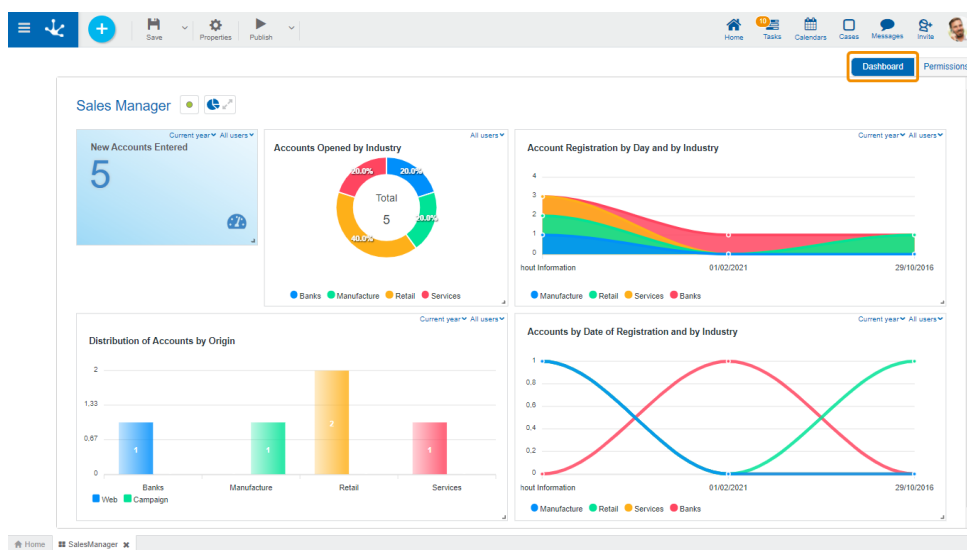 Save
Properties
Publish
Home
10
Tasks
Calendars
Cases
Messages
Invite
Dashboard
Permissions
Sales Manager
Current year All users
New Accounts Entered
5
All users
Accounts Opened by Industry
20.0%
20.0%
20.0%
40.0%
Total
5
Banks Manufacture Retail Services
Current year All users
Account Registration by Day and by Industry
4
3
2
1
0
hout Information 01/02/2021 29/10/2016
Manufacture Retail Services Banks
Current year All users
Distribution of Accounts by Origin
2
1.33
0.67
0
1
1
2
1
Banks Manufacture Retail Services
Web Campaign
Current year All users
Accounts by Date of Registration and by Industry
1
0.8
0.6
0.4
0.2
0
hout Information 01/02/2021 29/10/2016
Manufacture Retail Services Banks
Home SalesManager